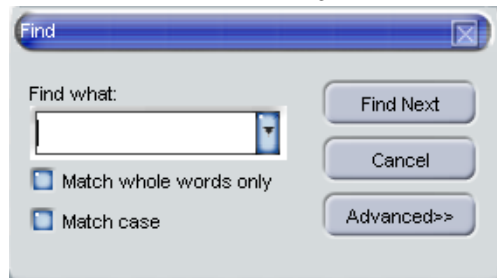 Find
Find what:
Find Next
Cancel
Match whole words only
Match case
Advanced>>